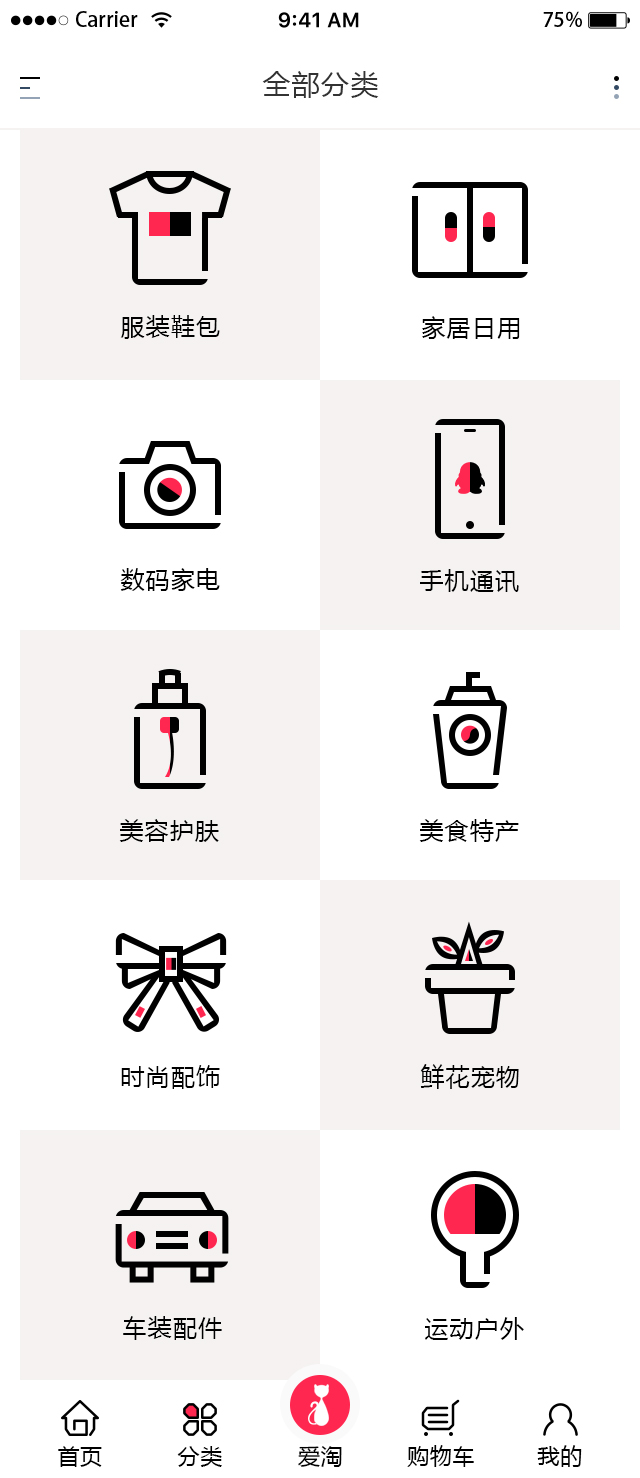 Carrier 9:41 AM 75%
全部分类
服装鞋包 家居日用
数码家电 手机通讯
美容护肤 美食特产
时尚配饰 鲜花宠物
车装配件 运动户外
首页 分类 爱淘 购物车 我的